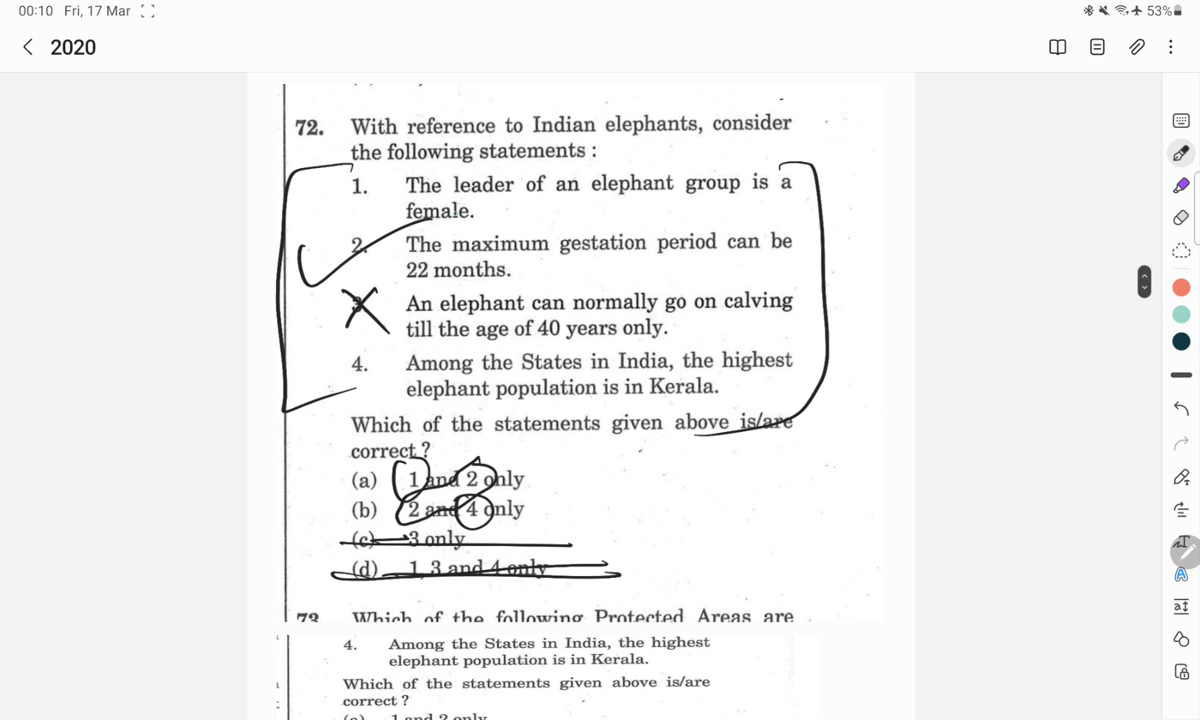 00:10 Fri, 17 Mar
53%
2020
72. With reference to Indian elephants, consider
the following statements :
1. The leader of an elephant group is a
female.
2. The maximum gestation period can be
22 months.
3. An elephant can normally go on calving
till the age of 40 years only.
4. Among the States in India, the highest
elephant population is in Kerala.
Which of the statements given above is/are
correct ?
(a) 1 and 2 only
(b) 2 and 4 only
(c) 3 only
(d) 1, 3 and 4 only
73 Which of the following Protected Areas are
4. Among the States in India, the highest
elephant population is in Kerala.
Which of the statements given above is/are
correct ?
(a) 1 and 2 only